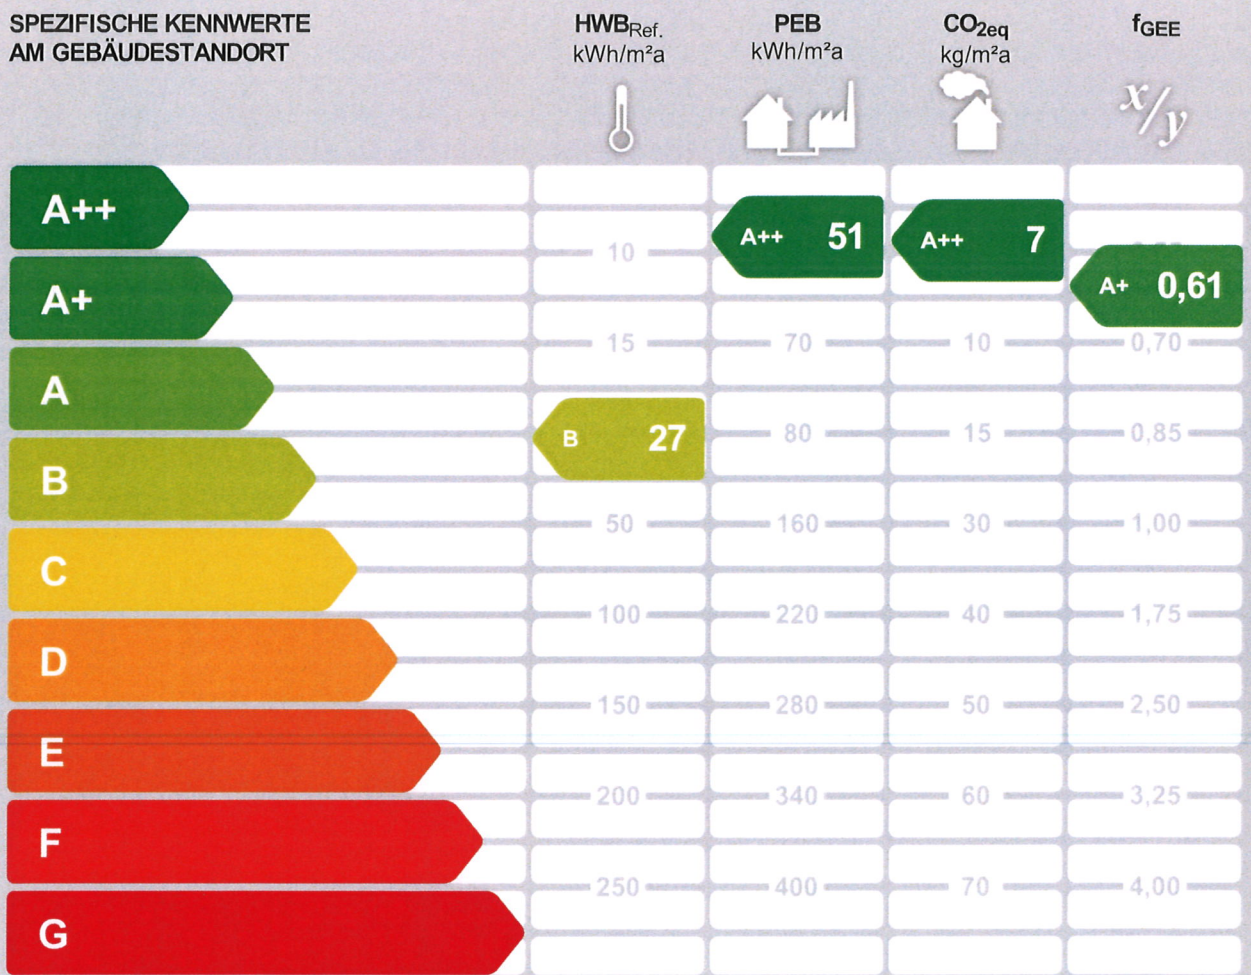 SPEZIFISCHE KENNWERTE
AM GEBÄUDESTANDORT
HWB Ref.
kWh/m²a
PEB
kWh/m²a
CO2eq
kg/m²a
fGEE
x/y
A++
A++ 51
A++ 7
10
A+
A+ 0,61
15 70 10 0,70
A
B 27
80 15 0,85
B
50 160 30 1,00
C
100 220 40 1,75
D
150 280 50 2,50
E
200 340 60 3,25
F
250 400 70 4,00
G